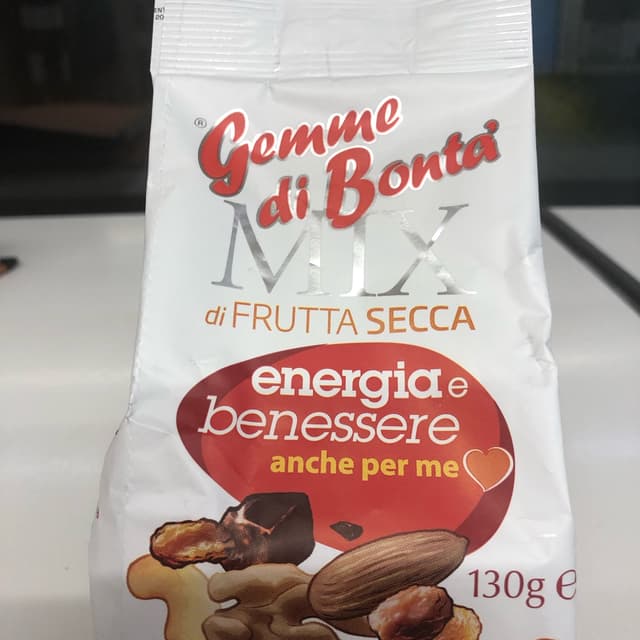 ®Gemme
di Bontà
MIX
di FRUTTA SECCA
energia e
benessere
anche per me
130g e